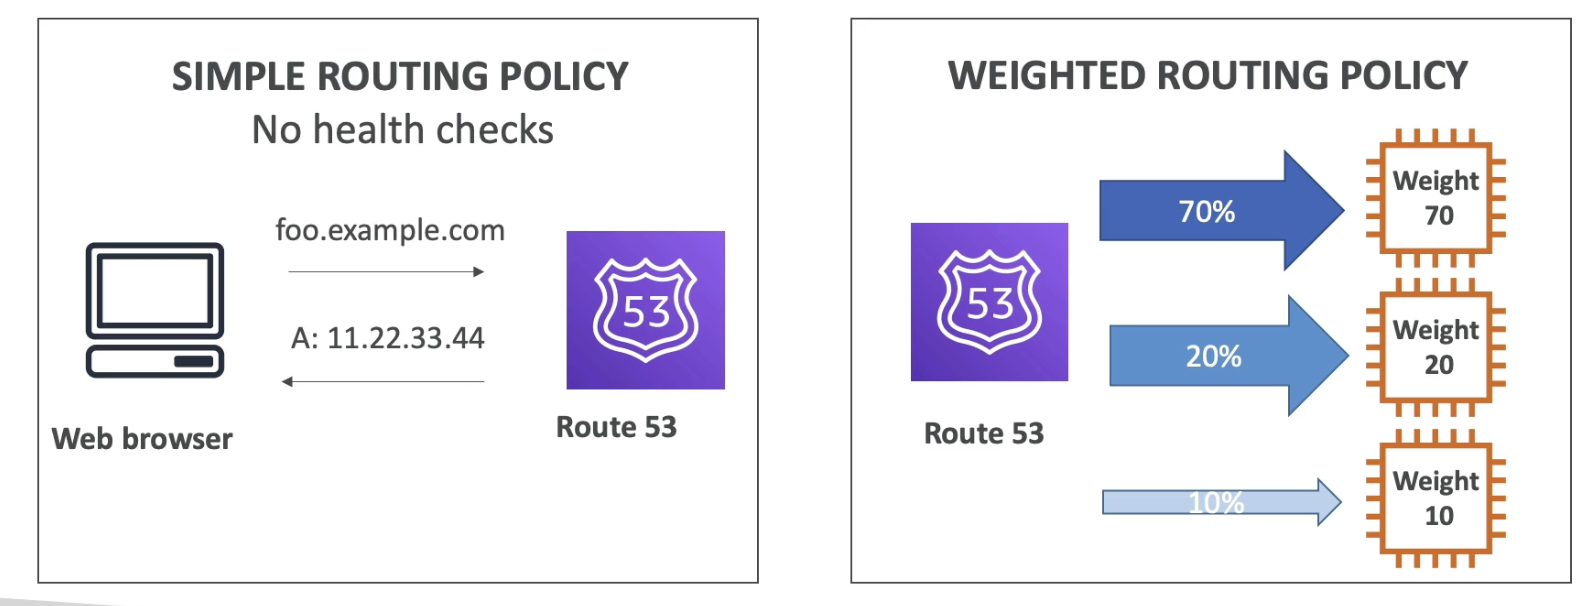 SIMPLE ROUTING POLICY
No health checks
foo.example.com
53
A: 11.22.33.44
Web browser
Route 53
WEIGHTED ROUTING POLICY
53
Route 53
70%
Weight
70
20%
Weight
20
10%
Weight
10